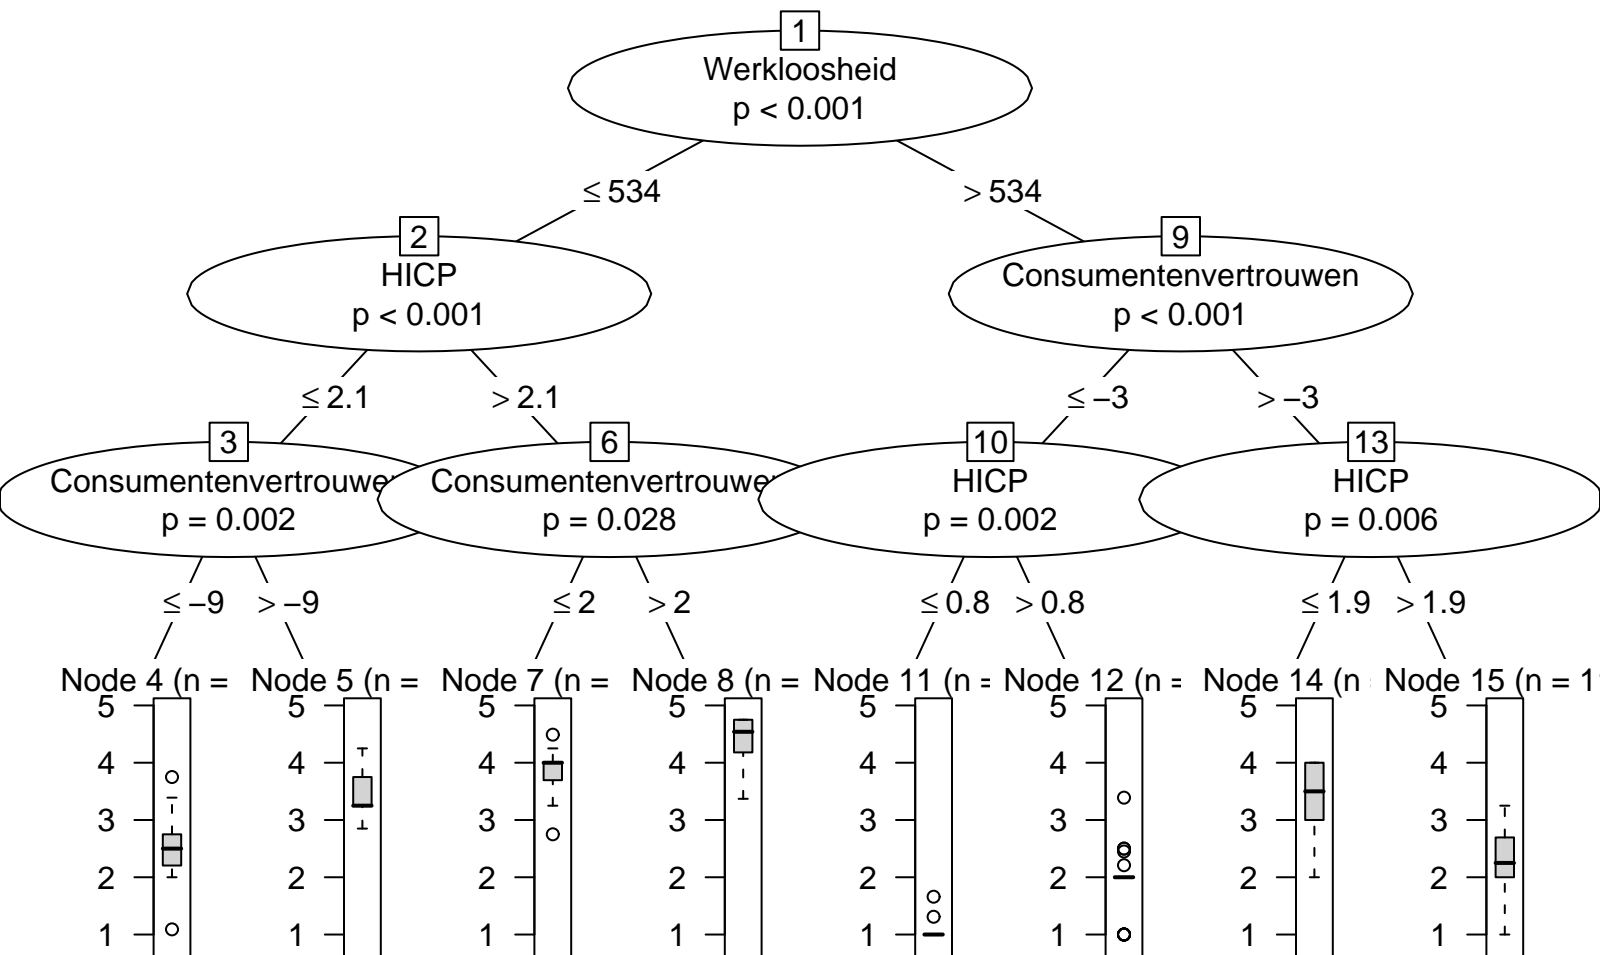 1
Werkloosheid
p < 0.001
≤ 534
> 534
2
HICP
p < 0.001
9
Consumentenvertrouwen
p < 0.001
≤ 2.1
> 2.1
≤ −3
> −3
3
Consumentenvertrouwe
p = 0.002
6
Consumentenvertrouwe
p = 0.028
10
HICP
p = 0.002
13
HICP
p = 0.006
≤ −9
> −9
≤ 2
> 2
≤ 0.8
> 0.8
≤ 1.9
> 1.9
Node 4 (n =
5
4
3
2
1
Node 5 (n =
5
4
3
2
1
Node 7 (n =
5
4
3
2
1
Node 8 (n =
5
4
3
2
1
Node 11 (n =
5
4
3
2
1
Node 12 (n =
5
4
3
2
1
Node 14 (n
5
4
3
2
1
Node 15 (n = 1
5
4
3
2
1